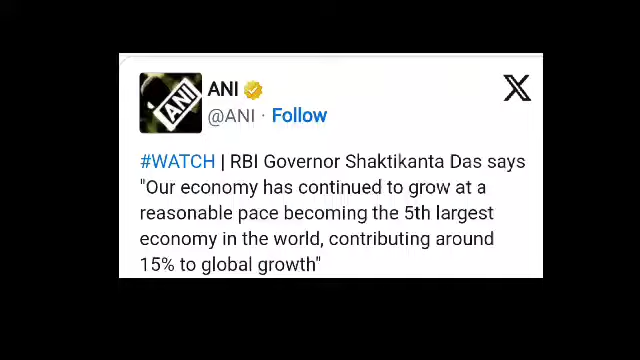 ANI
ANI
@ANI · Follow
#WATCH | RBI Governor Shaktikanta Das says
"Our economy has continued to grow at a
reasonable pace becoming the 5th largest
economy in the world, contributing around
15% to global growth"